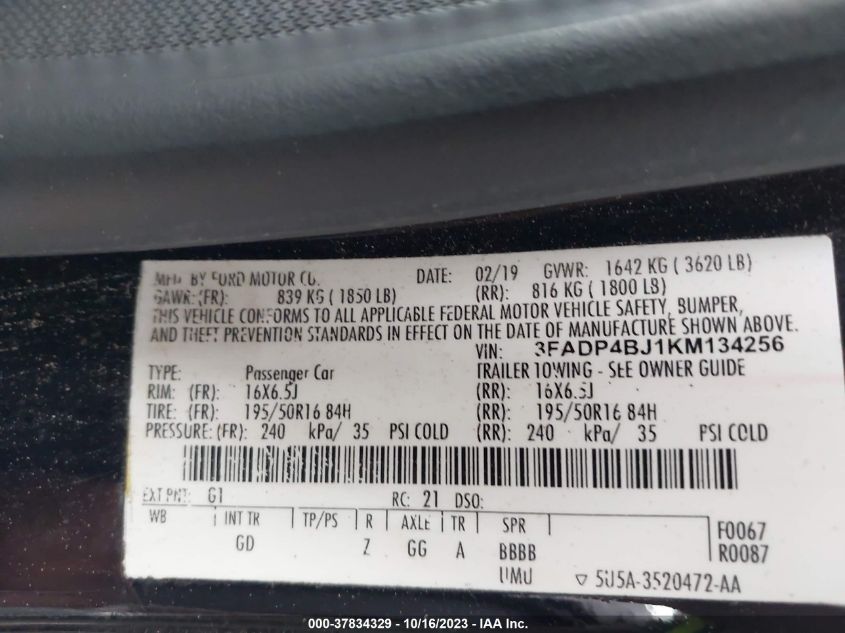 MFD. BY FORD MOTOR CO. DATE: 02/19 GVWR: 1642 KG ( 3620 LB)
GAWR: (FR): 839 KG ( 1850 LB) (RR): 816 KG ( 1800 LB)
THIS VEHICLE CONFORMS TO ALL APPLICABLE FEDERAL MOTOR VEHICLE SAFETY, BUMPER,
AND THEFT PREVENTION STANDARDS IN EFFECT ON THE DATE OF MANUFACTURE SHOWN ABOVE.
VIN: 3FADP4BJ1KM134256
TYPE: Passenger Car TRAILER TOWING - SEE OWNER GUIDE
RIM: (FR) 16X6.5J (RR): 16X6.5J
TIRE: (FR) 195/50R16 84H (RR): 195/50R16 84H
PRESSURE: (FR): 240 kPa/ 35 PSI COLD (RR): 240 kPa/ 35 PSI COLD
EXT PNT: G1 RC: 21 DSO:
WB INT TR TP/PS R AXLE TR SPR F0067
GD Z GG A BBBB R0087
UMU ▽ 5U5A-3520472-AA
000-37834329 - 10/16/2023 - IAA Inc.